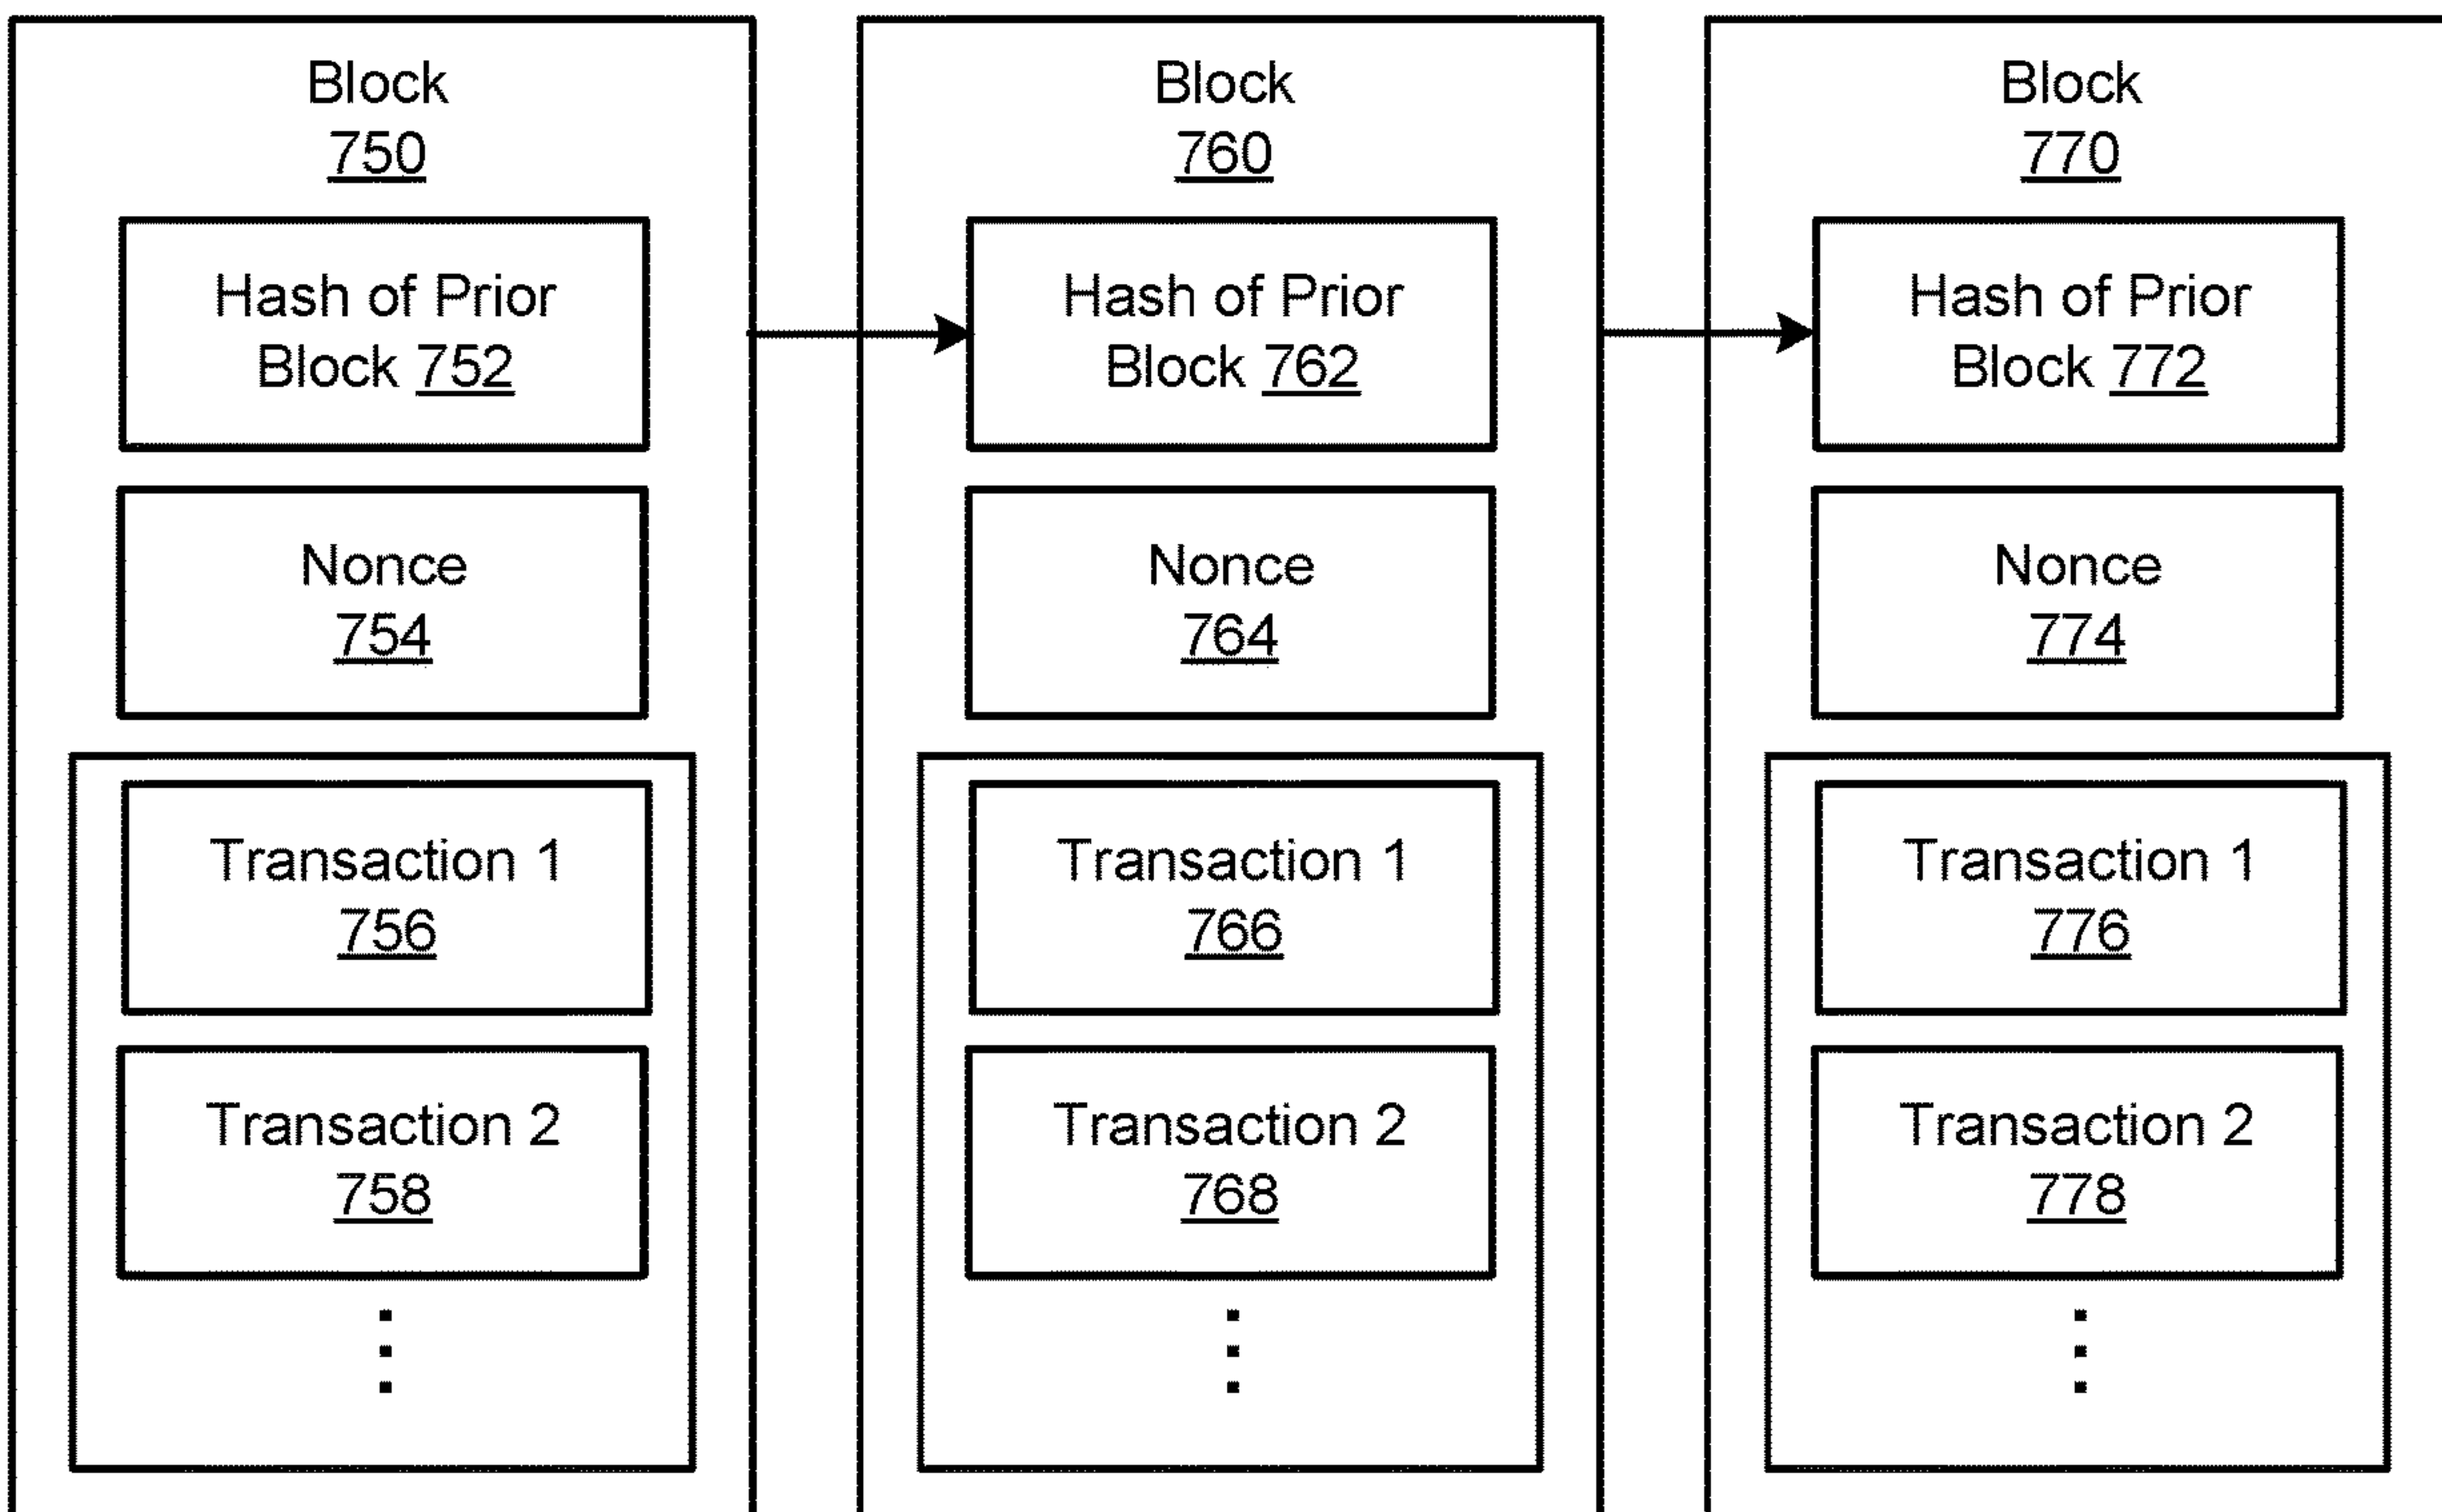 Block
750
Hash of Prior
Block 752
Nonce
754
Transaction 1
756
Transaction 2
758
Block
760
Hash of Prior
Block 762
Nonce
764
Transaction 1
766
Transaction 2
768
Block
770
Hash of Prior
Block 772
Nonce
774
Transaction 1
776
Transaction 2
778